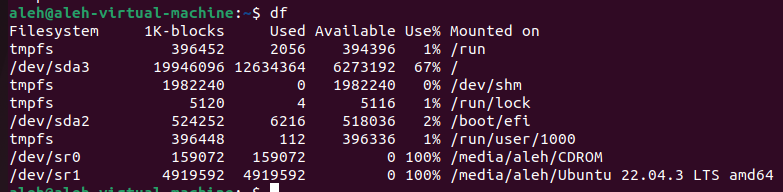 aleh@aleh-virtual-machine:~$ df
Filesystem     1K-blocks     Used Available Use% Mounted on
tmpfs             396452     2056    394396   1% /run
/dev/sda3       19946096 12634364   6273192  67% /
tmpfs            1982240        0   1982240   0% /dev/shm
tmpfs               5120        4      5116   1% /run/lock
/dev/sda2         524252     6216    518036   2% /boot/efi
tmpfs             396448      112    396336   1% /run/user/1000
/dev/sr0          159072   159072         0 100% /media/aleh/CDROM
/dev/sr1         4919592  4919592         0 100% /media/aleh/Ubuntu 22.04.3 LTS amd64
aleh@aleh-virtual-machine:~$